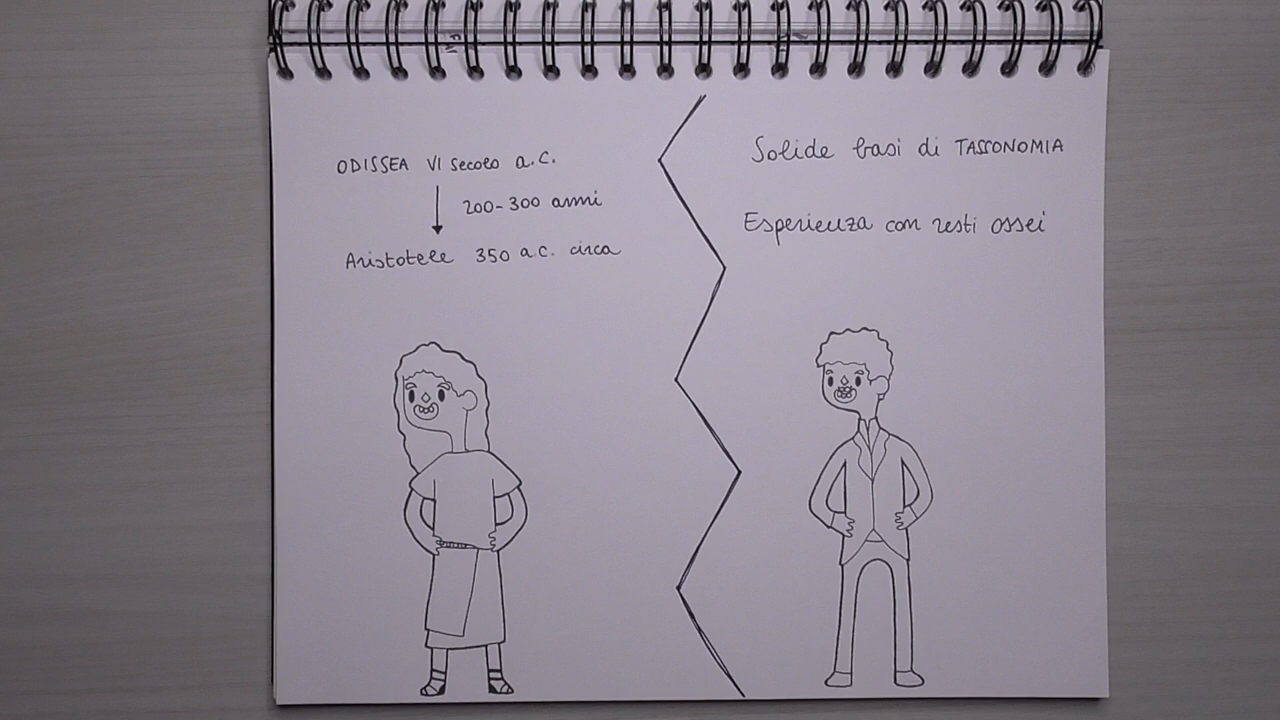 ODISSEA VI secolo a.C.
200-300 anni
Aristotele 350 a.c. circa
Solide basi di TASSONOMIA
Esperienza con resti ossei